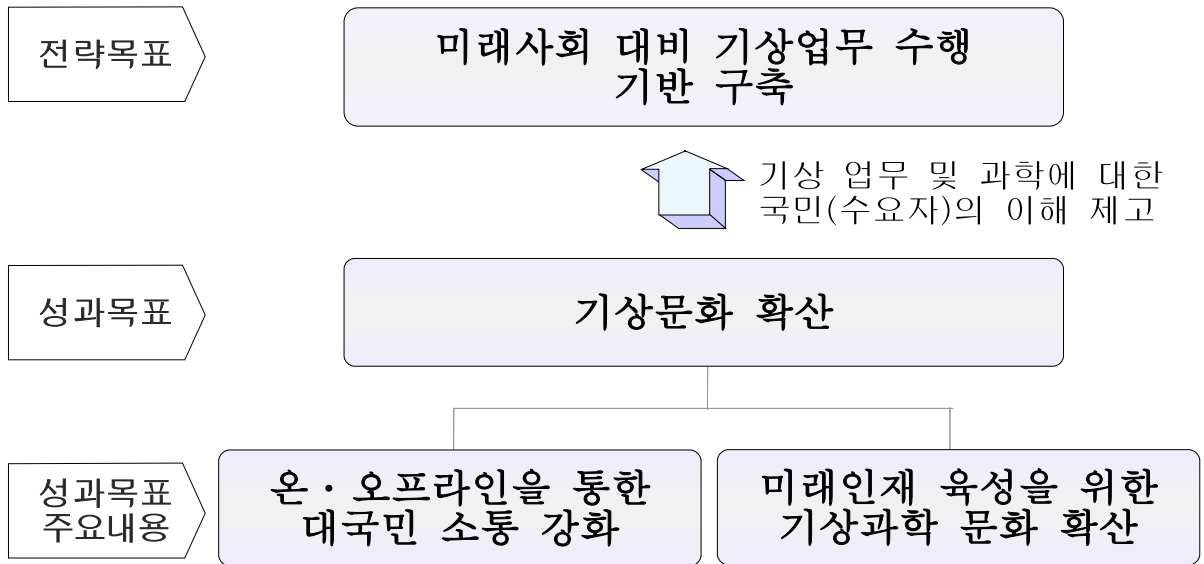 전략목표
미래사회 대비 기상업무 수행
기반 구축
기상 업무 및 과학에 대한
국민(수요자)의 이해 제고
성과목표
기상문화 확산
성과목표
주요내용
온·오프라인을 통한
대국민 소통 강화
미래인재 육성을 위한
기상과학 문화 확산